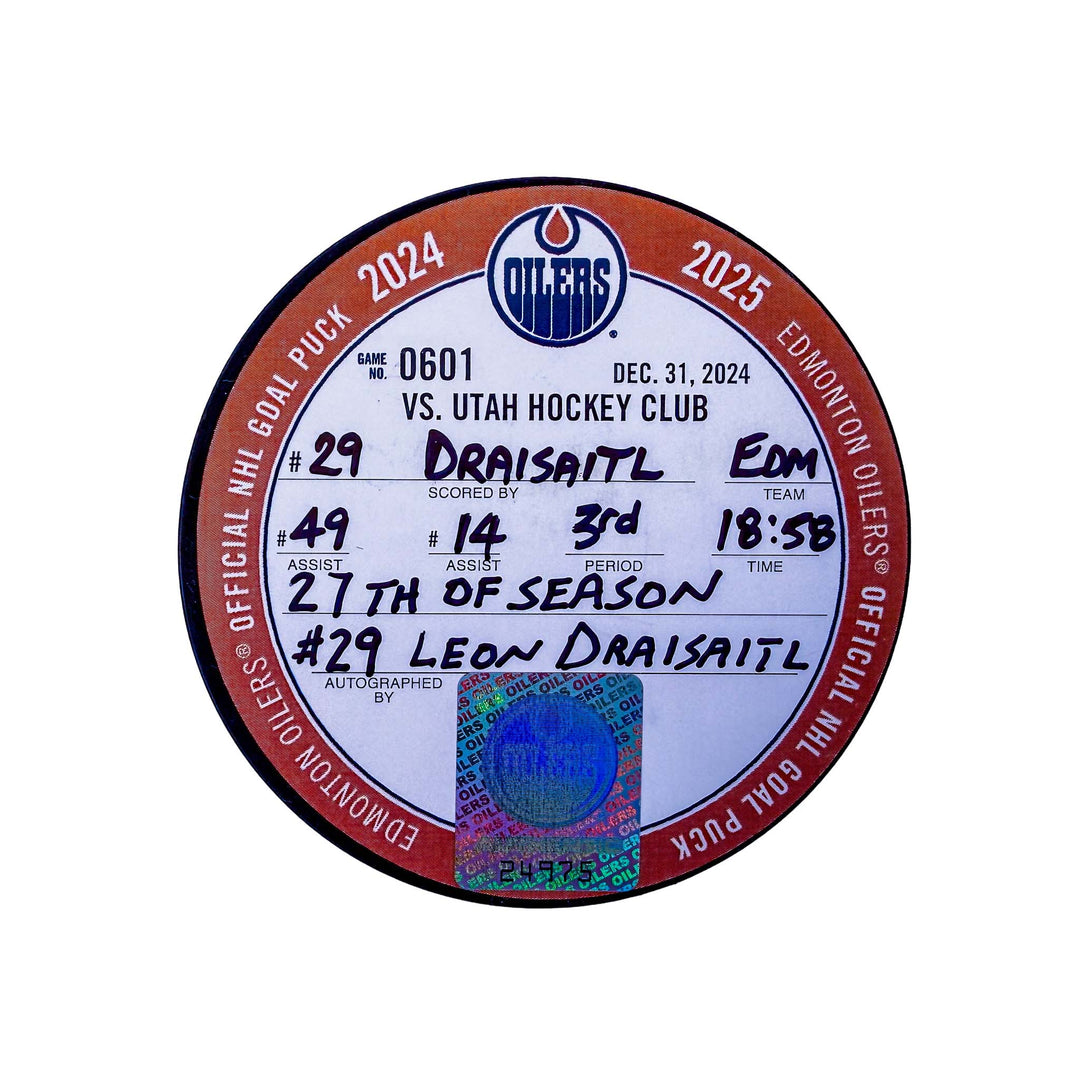 EDMONTON OILERS® OFFICIAL NHL GOAL PUCK 2024
2025 EDMONTON OILERS® OFFICIAL NHL GOAL PUCK
OILERS®
GAME NO. 0601 DEC. 31, 2024
VS. UTAH HOCKEY CLUB
# 29 DRAISAITL EDM
SCORED BY TEAM
# 49 # 14 3rd 18:58
ASSIST ASSIST PERIOD TIME
27TH OF SEASON
#29 LEON DRAISAITL
AUTOGRAPHED BY
OILERS
24975